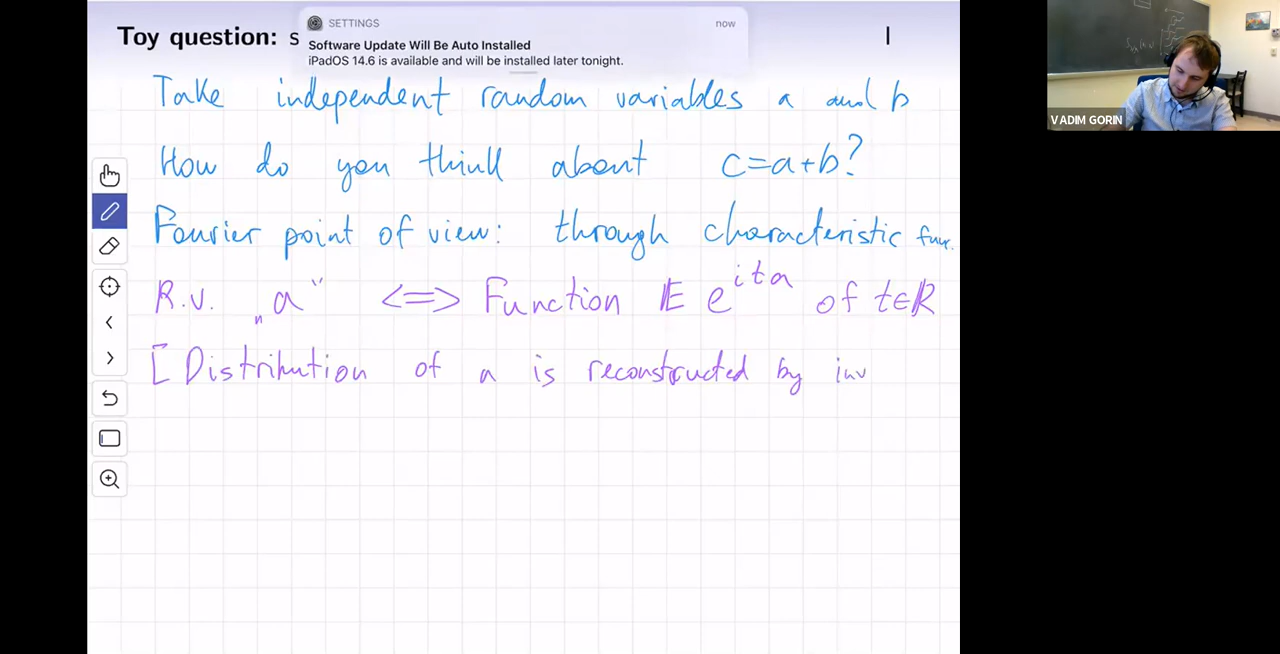 SETTINGS
now
Software Update Will Be Auto Installed
iPadOS 14.6 is available and will be installed later tonight.
Toy question: s
Take independent random variables a and b
How do you think about c=a+b?
Fourier point of view: through characteristic func.
R.V. „a" <=> Function 𝔼 e^{ita} of t∈ℝ
[Distribution of a is reconstructed by inv
VADIM GORIN